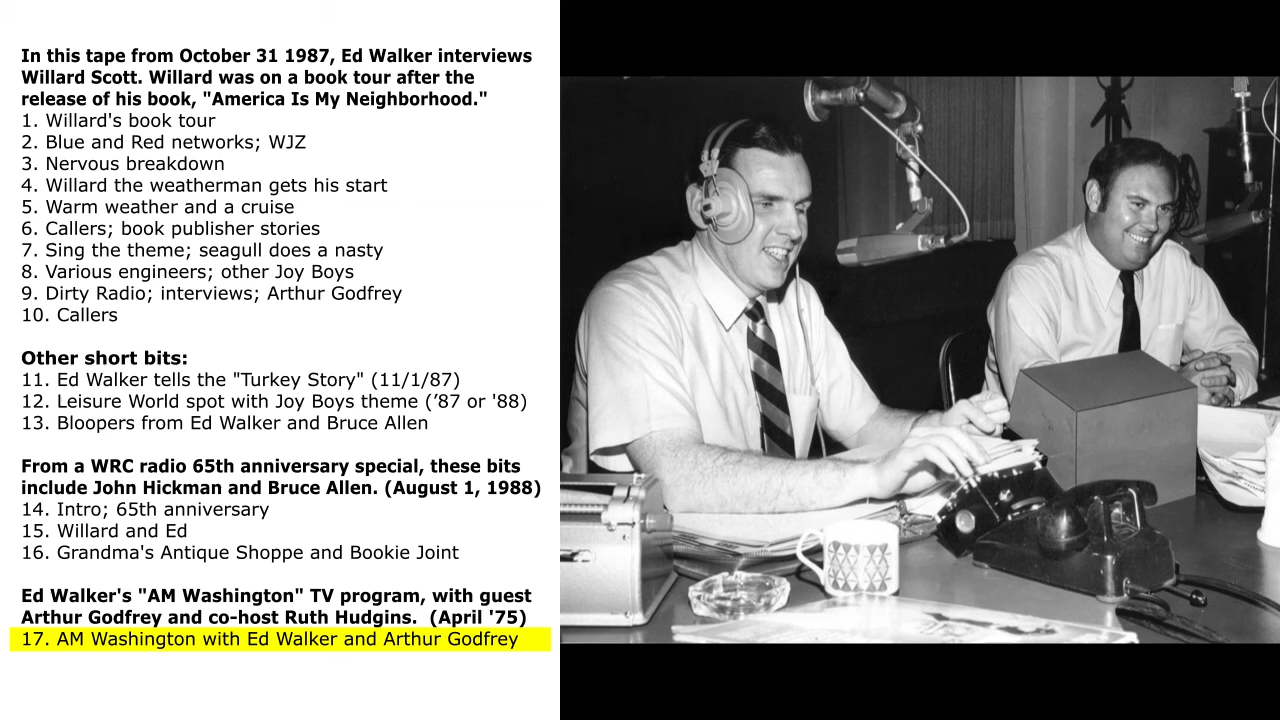 In this tape from October 31 1987, Ed Walker interviews
Willard Scott. Willard was on a book tour after the
release of his book, "America Is My Neighborhood."
1. Willard's book tour
2. Blue and Red networks; WJZ
3. Nervous breakdown
4. Willard the weatherman gets his start
5. Warm weather and a cruise
6. Callers; book publisher stories
7. Sing the theme; seagull does a nasty
8. Various engineers; other Joy Boys
9. Dirty Radio; interviews; Arthur Godfrey
10. Callers
Other short bits:
11. Ed Walker tells the "Turkey Story" (11/1/87)
12. Leisure World spot with Joy Boys theme (’87 or '88)
13. Bloopers from Ed Walker and Bruce Allen
From a WRC radio 65th anniversary special, these bits
include John Hickman and Bruce Allen. (August 1, 1988)
14. Intro; 65th anniversary
15. Willard and Ed
16. Grandma's Antique Shoppe and Bookie Joint
Ed Walker's "AM Washington" TV program, with guest
Arthur Godfrey and co-host Ruth Hudgins.  (April '75)
17. AM Washington with Ed Walker and Arthur Godfrey